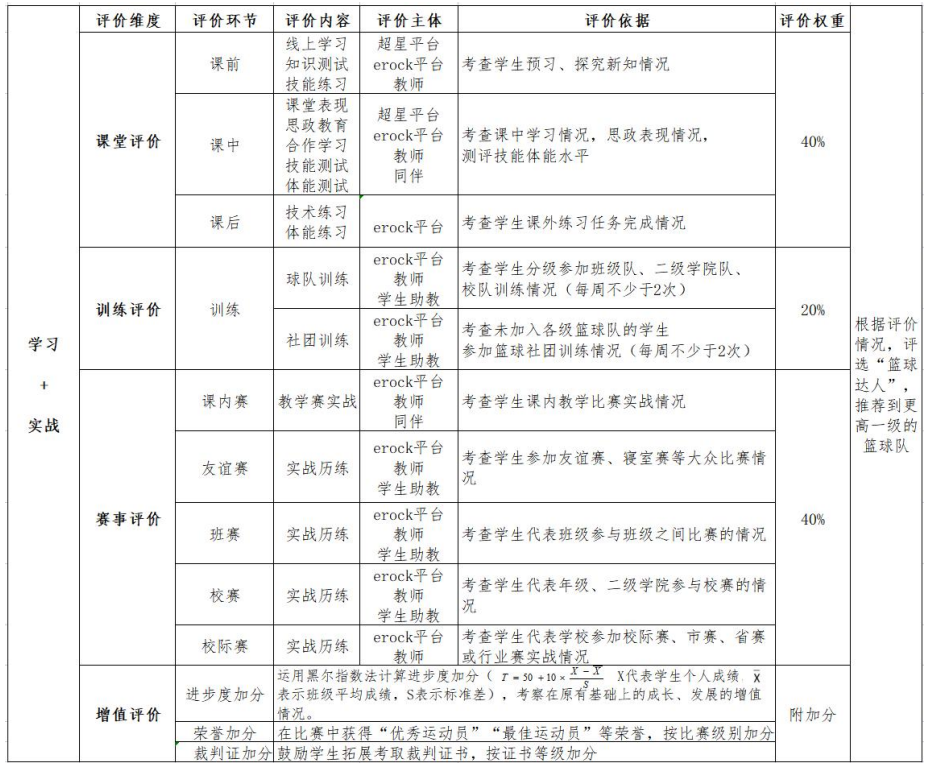 评价维度 评价环节 评价内容 评价主体 评价依据 评价权重
学习
+
实战
课堂评价
课前
线上学习
知识测试
技能练习
超星平台
erock平台
教师
考查学生预习、探究新知情况
40%
课中
课堂表现
思政教育
合作学习
技能测试
体能测试
超星平台
erock平台
教师
同伴
考查课中学习情况，思政表现情况，
测评技能体能水平
课后
技术练习
体能练习
erock平台
考查学生课外练习任务完成情况
训练评价
训练
球队训练
erock平台
教师
学生助教
考查学生分级参加班级队、二级学院队、
校队训练情况（每周不少于2次）
20%
社团训练
erock平台
教师
学生助教
考查未加入各级篮球队的学生
参加篮球社团训练情况（每周不少于2次）
赛事评价
课内赛
教学赛实战
erock平台
教师
同伴
考查学生课内教学比赛实战情况
40%
友谊赛
实战历练
erock平台
教师
学生助教
考查学生参加友谊赛、寝室赛等大众比赛情
况
班赛
实战历练
erock平台
教师
学生助教
考查学生代表班级参与班级之间比赛的情况
校赛
实战历练
erock平台
教师
学生助教
考查学生代表年级、二级学院参与校赛的情
况
校际赛
实战历练
erock平台
教师
考查学生代表学校参加校际赛、市赛、省赛
或行业赛实战情况
增值评价
进步度加分
运用黑尔指数法计算进步度加分（ T = 50 + 10 × (X − X̄)/S X代表学生个人成绩，X̄
表示班级平均成绩，S表示标准差），考察在原有基础上的成长、发展的增值
情况。
附加分
荣誉加分
在比赛中获得“优秀运动员”“最佳运动员”等荣誉，按比赛级别加分
裁判证加分
鼓励学生拓展考取裁判证书，按证书等级加分
根据评价
情况，评
选“篮球
达人”，
推荐到更
高一级的
篮球队